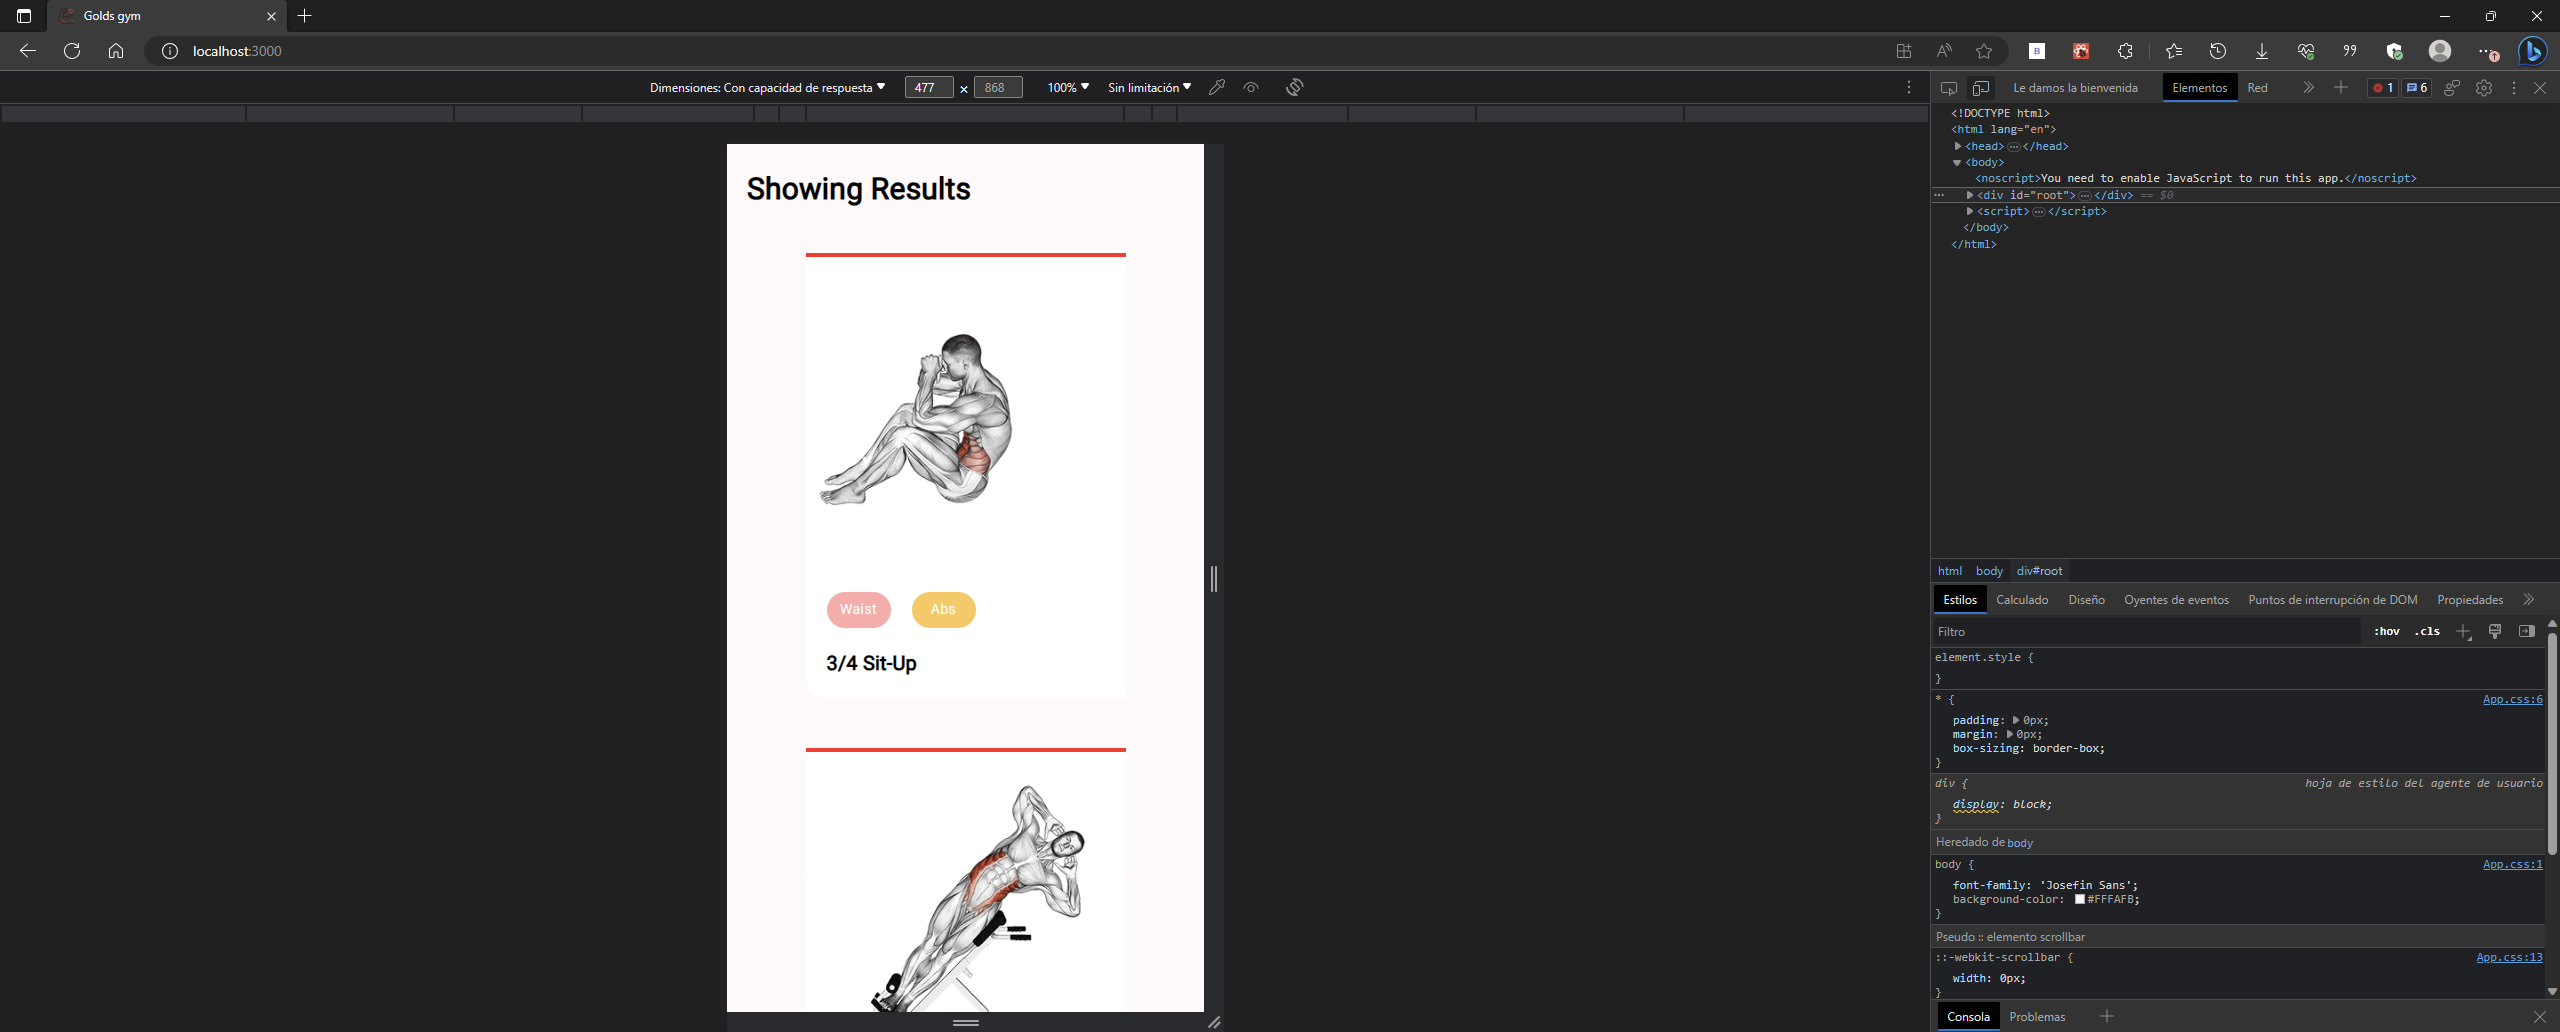 Golds gym
localhost:3000
Dimensiones: Con capacidad de respuesta ▼ 477 × 868 100% ▼ Sin limitación ▼
Showing Results
Waist Abs
3/4 Sit-Up
Le damos la bienvenida Elementos Red 1 6
<!DOCTYPE html>
<html lang="en">
<head>…</head>
<body>
<noscript>You need to enable JavaScript to run this app.</noscript>
<div id="root">…</div> == $0
<script>…</script>
</body>
</html>
html body div#root
Estilos Calculado Diseño Oyentes de eventos Puntos de interrupción de DOM Propiedades
Filtro :hov .cls
element.style {
}
* { App.css:6
padding: 0px;
margin: 0px;
box-sizing: border-box;
}
div { hoja de estilo del agente de usuario
display: block;
}
Heredado de body
body { App.css:1
font-family: 'Josefin Sans';
background-color: #FFFAFB;
}
Pseudo :: elemento scrollbar
::-webkit-scrollbar { App.css:13
width: 0px;
}
Consola Problemas